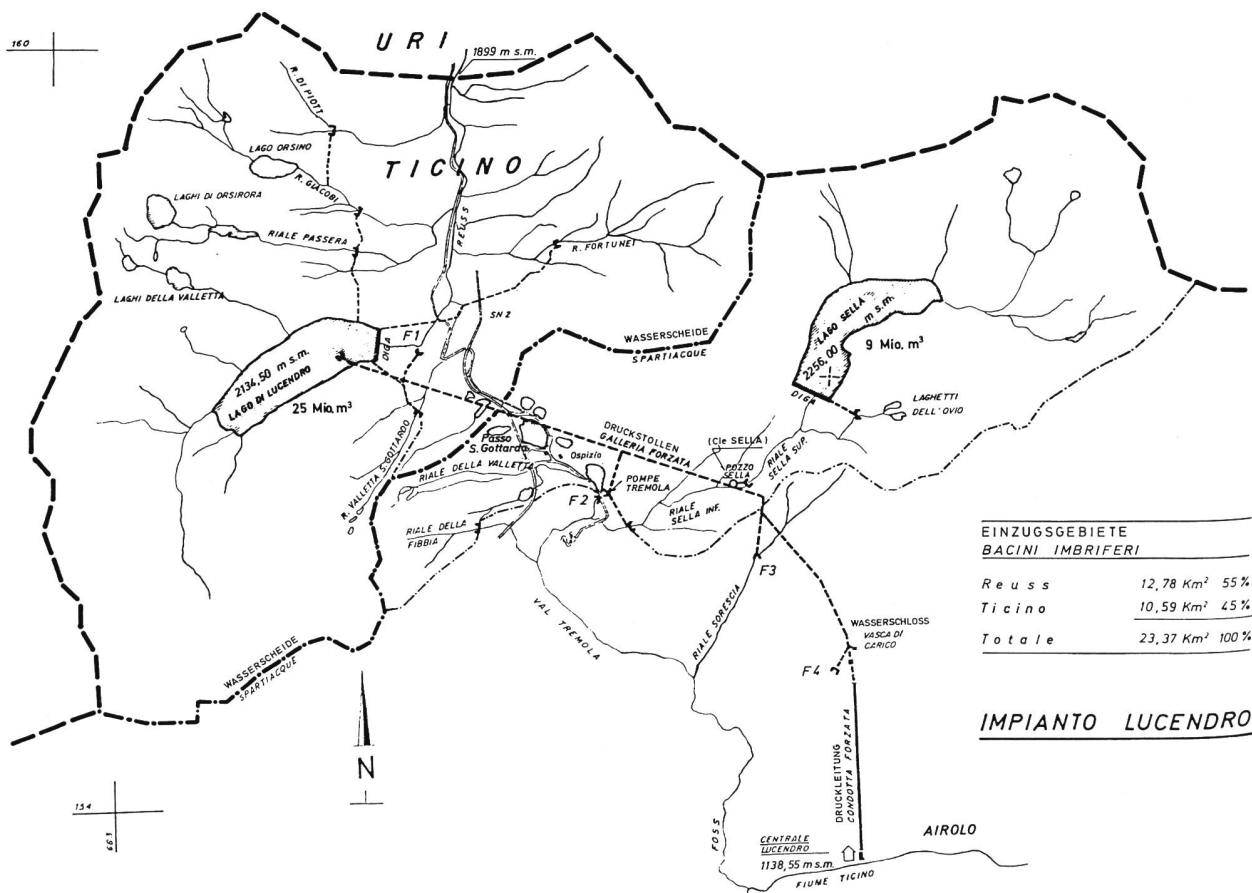 160
URI
1899 m s.m.
R. DI PIOTT
LAGO ORSINO
TICINO
R. GIACOBI
LAGHI DI ORSIRORA
RIALE PASSERA
REUSS
R. FORTUNEI
LAGHI DELLA VALLETTA
SN 2
F1
DIGA
WASSERSCHEIDE
SPARTIACQUE
LAGO SELLA
2256,00 m s.m.
9 Mio. m³
DIGA
2134,50 m s.m.
LAGO DI LUCENDRO
25 Mio. m³
LAGHETTI
DELL'OVIO
DRUCKSTOLLEN
GALLERIA FORZATA
(Cle SELLA)
POZZO
SELLA
RIALE
SELLA SUP.
Passo
S. Gottardo
Ospizio
R. VALLETTA S. GOTTARDO
RIALE DELLA VALLETTA
POMPE
TREMOLA
F2
RIALE
SELLA INF.
RIALE DELLA
FIBBIA
F3
VAL TREMOLA
RIALE SORESCIA
WASSERSCHLOSS
VASCA DI
CARICO
F4
WASSERSCHEIDE
SPARTIACQUE
N
EINZUGSGEBIETE
BACINI IMBRIFERI
Reuss 12,78 Km² 55%
Ticino 10,59 Km² 45%
Totale 23,37 Km² 100%
IMPIANTO LUCENDRO
DRUCKLEITUNG
CONDOTTA FORZATA
154
683
FOSS
CENTRALE
LUCENDRO
1138,55 m s.m.
AIROLO
FIUME TICINO